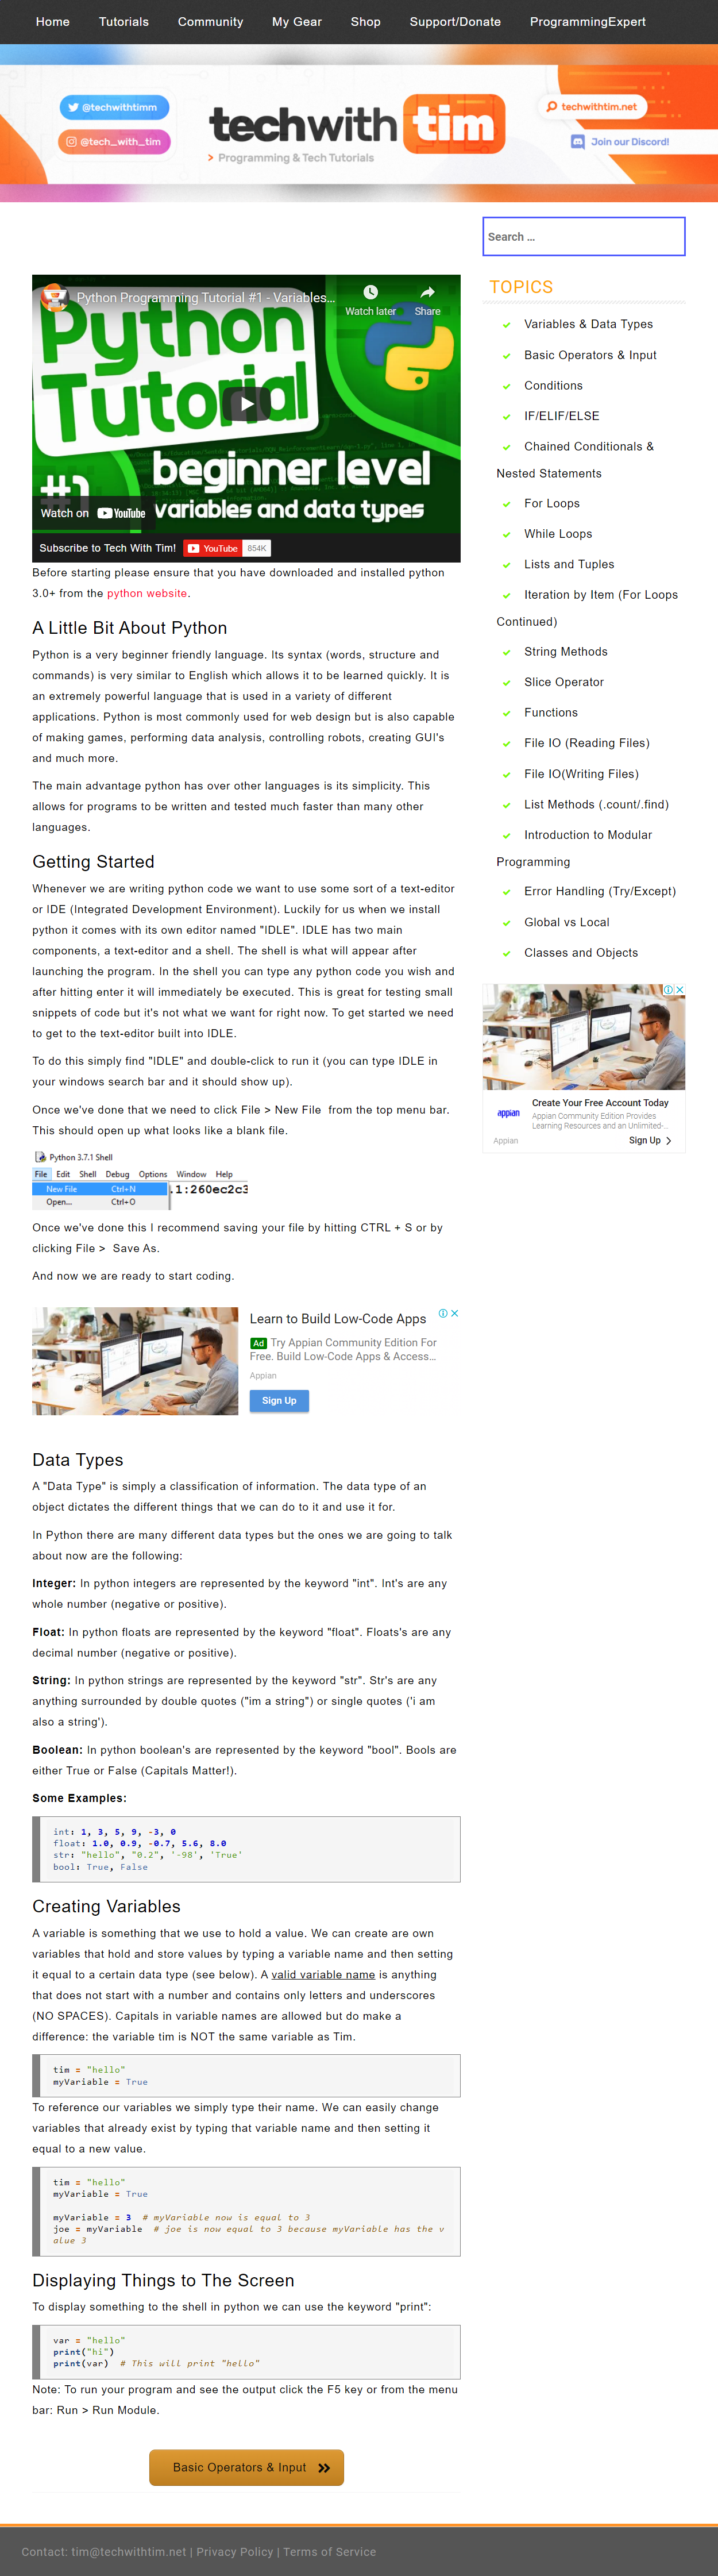 Home Tutorials Community My Gear Shop Support/Donate ProgrammingExpert
@techwithtimm
@tech_with_tim
techwith tim
> Programming & Tech Tutorials
techwithtim.net
Join our Discord!
Search …
Python Programming Tutorial #1 - Variables...
Watch later Share
Python
Tutorial
#1
beginner level
variables and data types
Watch on YouTube
Subscribe to Tech With Tim! YouTube 854K
Before starting please ensure that you have downloaded and installed python
3.0+ from the python website.
A Little Bit About Python
Python is a very beginner friendly language. Its syntax (words, structure and
commands) is very similar to English which allows it to be learned quickly. It is
an extremely powerful language that is used in a variety of different
applications. Python is most commonly used for web design but is also capable
of making games, performing data analysis, controlling robots, creating GUI's
and much more.
The main advantage python has over other languages is its simplicity. This
allows for programs to be written and tested much faster than many other
languages.
Getting Started
Whenever we are writing python code we want to use some sort of a text-editor
or IDE (Integrated Development Environment). Luckily for us when we install
python it comes with its own editor named "IDLE". IDLE has two main
components, a text-editor and a shell. The shell is what will appear after
launching the program. In the shell you can type any python code you wish and
after hitting enter it will immediately be executed. This is great for testing small
snippets of code but it's not what we want for right now. To get started we need
to get to the text-editor built into IDLE.
To do this simply find "IDLE" and double-click to run it (you can type IDLE in
your windows search bar and it should show up).
Once we've done that we need to click File > New File  from the top menu bar.
This should open up what looks like a blank file.
Python 3.7.1 Shell
File Edit Shell Debug Options Window Help
New File Ctrl+N .1:260ec2c3
Open... Ctrl+O
Once we've done this I recommend saving your file by hitting CTRL + S or by
clicking File >  Save As.
And now we are ready to start coding.
Learn to Build Low-Code Apps
Ad Try Appian Community Edition For
Free. Build Low-Code Apps & Access...
Appian
Sign Up
Data Types
A "Data Type" is simply a classification of information. The data type of an
object dictates the different things that we can do to it and use it for.
In Python there are many different data types but the ones we are going to talk
about now are the following:
Integer: In python integers are represented by the keyword "int". Int's are any
whole number (negative or positive).
Float: In python floats are represented by the keyword "float". Floats's are any
decimal number (negative or positive).
String: In python strings are represented by the keyword "str". Str's are any
anything surrounded by double quotes ("im a string") or single quotes ('i am
also a string').
Boolean: In python boolean's are represented by the keyword "bool". Bools are
either True or False (Capitals Matter!).
Some Examples:
int: 1, 3, 5, 9, -3, 0
float: 1.0, 0.9, -0.7, 5.6, 8.0
str: "hello", "0.2", '-98', 'True'
bool: True, False
Creating Variables
A variable is something that we use to hold a value. We can create are own
variables that hold and store values by typing a variable name and then setting
it equal to a certain data type (see below). A valid variable name is anything
that does not start with a number and contains only letters and underscores
(NO SPACES). Capitals in variable names are allowed but do make a
difference: the variable tim is NOT the same variable as Tim.
tim = "hello"
myVariable = True
To reference our variables we simply type their name. We can easily change
variables that already exist by typing that variable name and then setting it
equal to a new value.
tim = "hello"
myVariable = True
myVariable = 3  # myVariable now is equal to 3
joe = myVariable  # joe is now equal to 3 because myVariable has the v
alue 3
Displaying Things to The Screen
To display something to the shell in python we can use the keyword "print":
var = "hello"
print("hi")
print(var)  # This will print "hello"
Note: To run your program and see the output click the F5 key or from the menu
bar: Run > Run Module.
Basic Operators & Input
TOPICS
Variables & Data Types
Basic Operators & Input
Conditions
IF/ELIF/ELSE
Chained Conditionals &
Nested Statements
For Loops
While Loops
Lists and Tuples
Iteration by Item (For Loops
Continued)
String Methods
Slice Operator
Functions
File IO (Reading Files)
File IO(Writing Files)
List Methods (.count/.find)
Introduction to Modular
Programming
Error Handling (Try/Except)
Global vs Local
Classes and Objects
Create Your Free Account Today
appian
Appian Community Edition Provides
Learning Resources and an Unlimited-...
Appian Sign Up
Contact: tim@techwithtim.net | Privacy Policy | Terms of Service